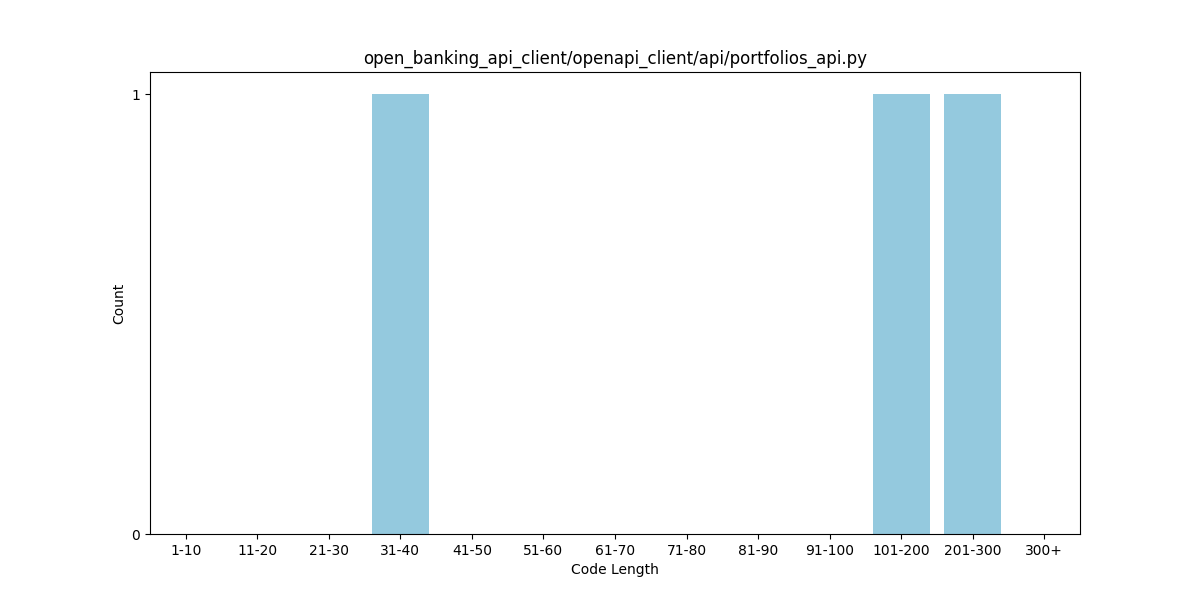 open_banking_api_client/openapi_client/api/portfolios_api.py
1
Count
0
1-10 11-20 21-30 31-40 41-50 51-60 61-70 71-80 81-90 91-100 101-200 201-300 300+
Code Length